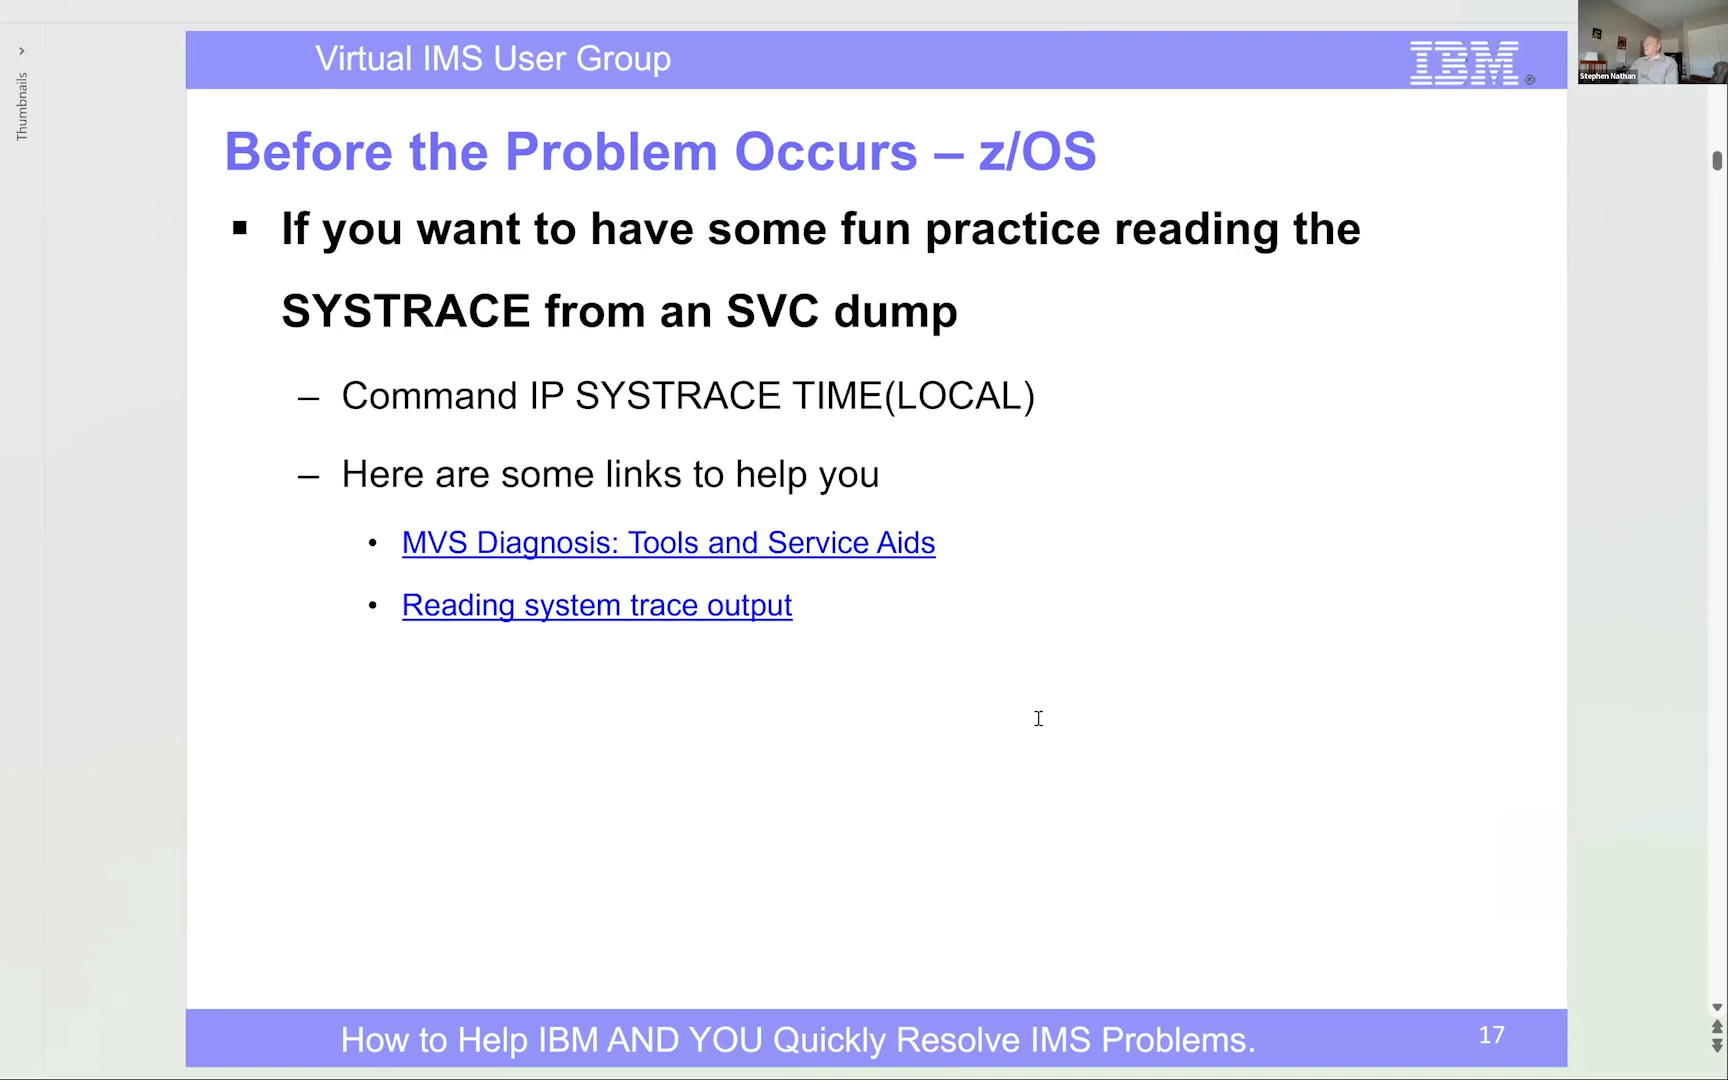 Thumbnails
Virtual IMS User Group
IBM®
Stephen Nathan
Before the Problem Occurs – z/OS
▪ If you want to have some fun practice reading the
SYSTRACE from an SVC dump
– Command IP SYSTRACE TIME(LOCAL)
– Here are some links to help you
• MVS Diagnosis: Tools and Service Aids
• Reading system trace output
How to Help IBM AND YOU Quickly Resolve IMS Problems.
17